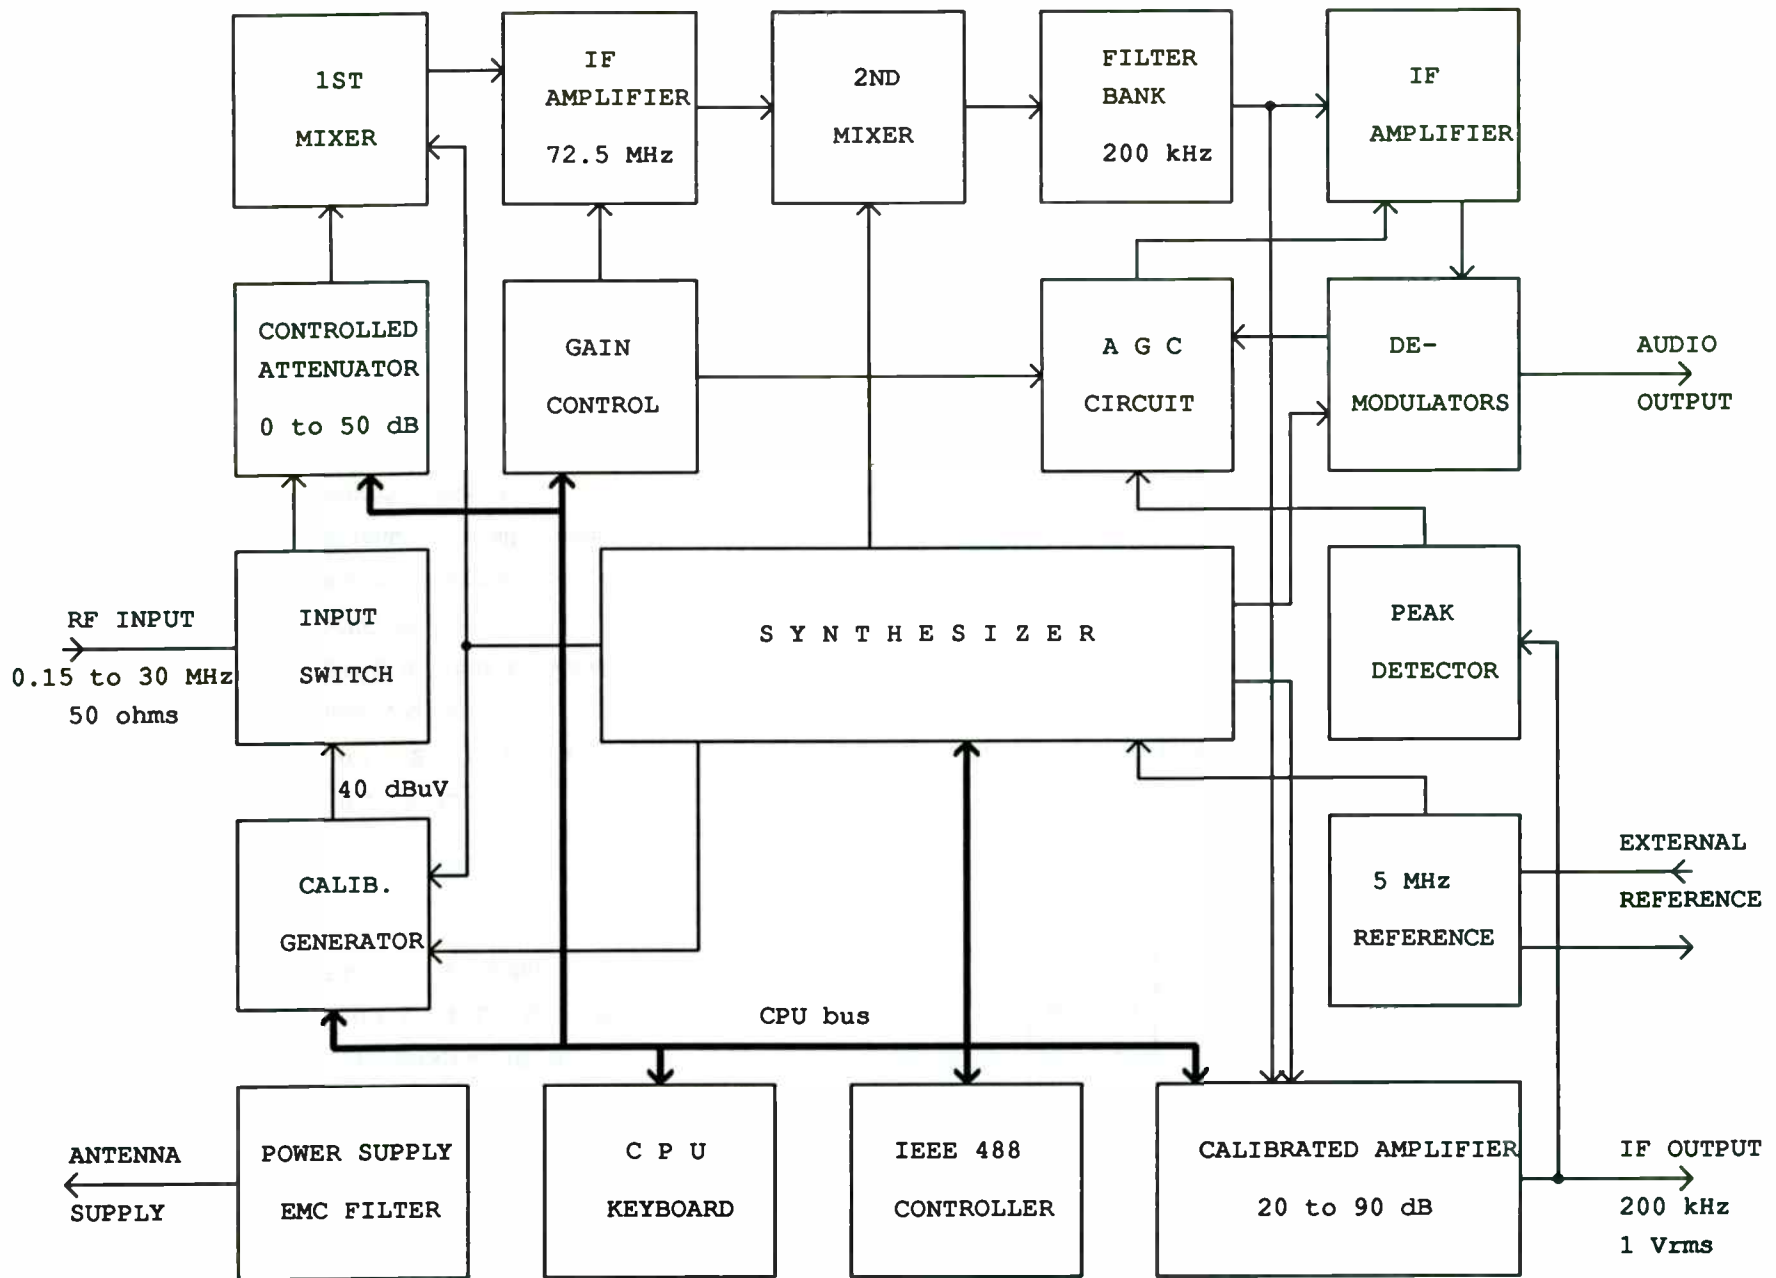 1ST
MIXER
IF
AMPLIFIER
72.5 MHz
2ND
MIXER
FILTER
BANK
200 kHz
IF
AMPLIFIER
CONTROLLED
ATTENUATOR
0 to 50 dB
GAIN
CONTROL
A G C
CIRCUIT
DE-
MODULATORS
AUDIO
OUTPUT
RF INPUT
0.15 to 30 MHz
50 ohms
INPUT
SWITCH
S Y N T H E S I Z E R
PEAK
DETECTOR
40 dBuV
CALIB.
GENERATOR
5 MHz
REFERENCE
EXTERNAL
REFERENCE
CPU bus
ANTENNA
SUPPLY
POWER SUPPLY
EMC FILTER
C P U
KEYBOARD
IEEE 488
CONTROLLER
CALIBRATED AMPLIFIER
20 to 90 dB
IF OUTPUT
200 kHz
1 Vrms